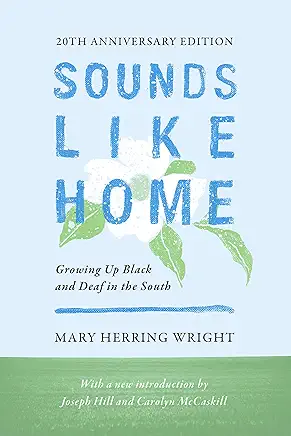 20TH ANNIVERSARY EDITION
SOUNDS
LIKE
HOME
Growing Up Black
and Deaf in the South
MARY HERRING WRIGHT
With a new introduction by
Joseph Hill and Carolyn McCaskill